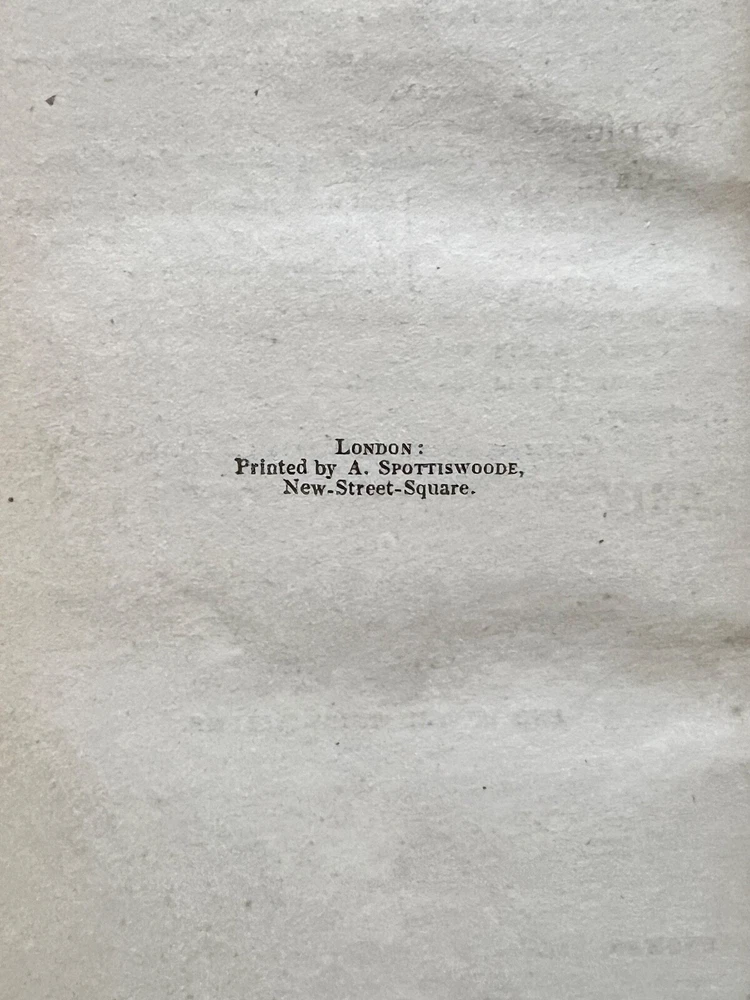 LONDON:
Printed by A. SPOTTISWOODE,
New-Street-Square.